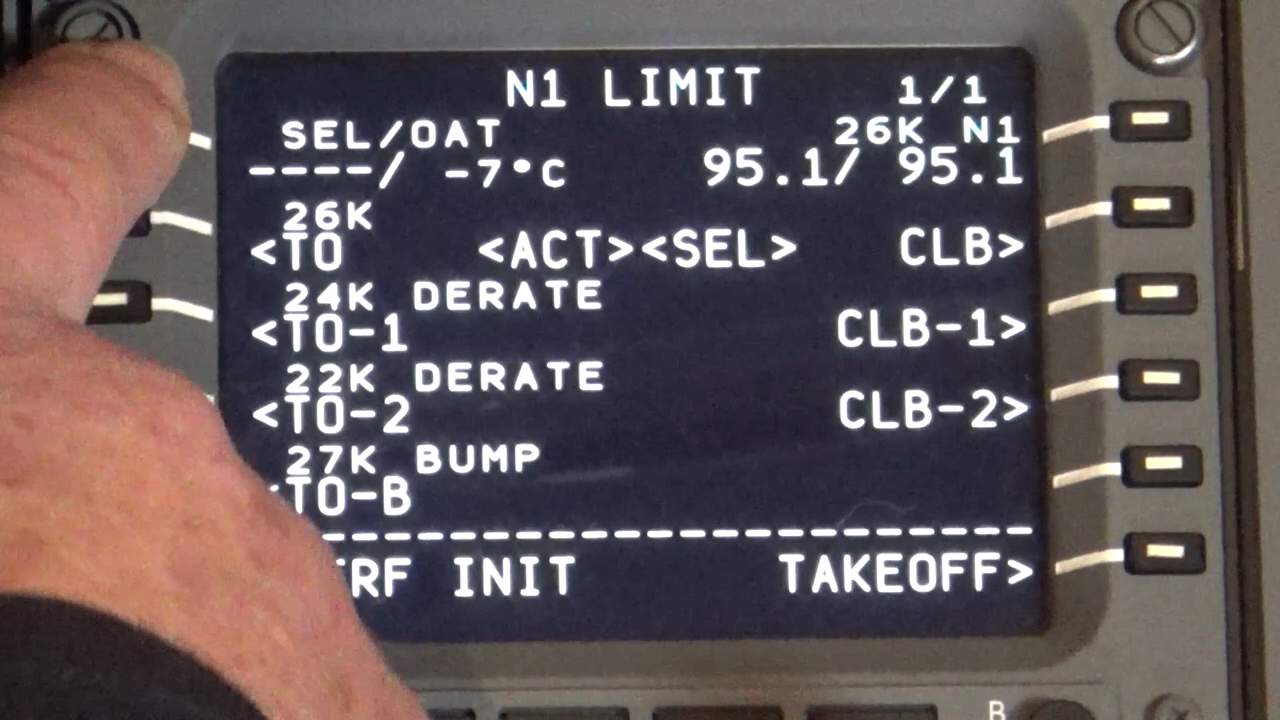 N1 LIMIT 1/1
SEL/OAT 26K N1
----/ -7°C 95.1/ 95.1
26K
<TO <ACT><SEL> CLB>
24K DERATE
<TO-1 CLB-1>
22K DERATE
<TO-2 CLB-2>
27K BUMP
<TO-B
--------------------
RF INIT TAKEOFF>
B